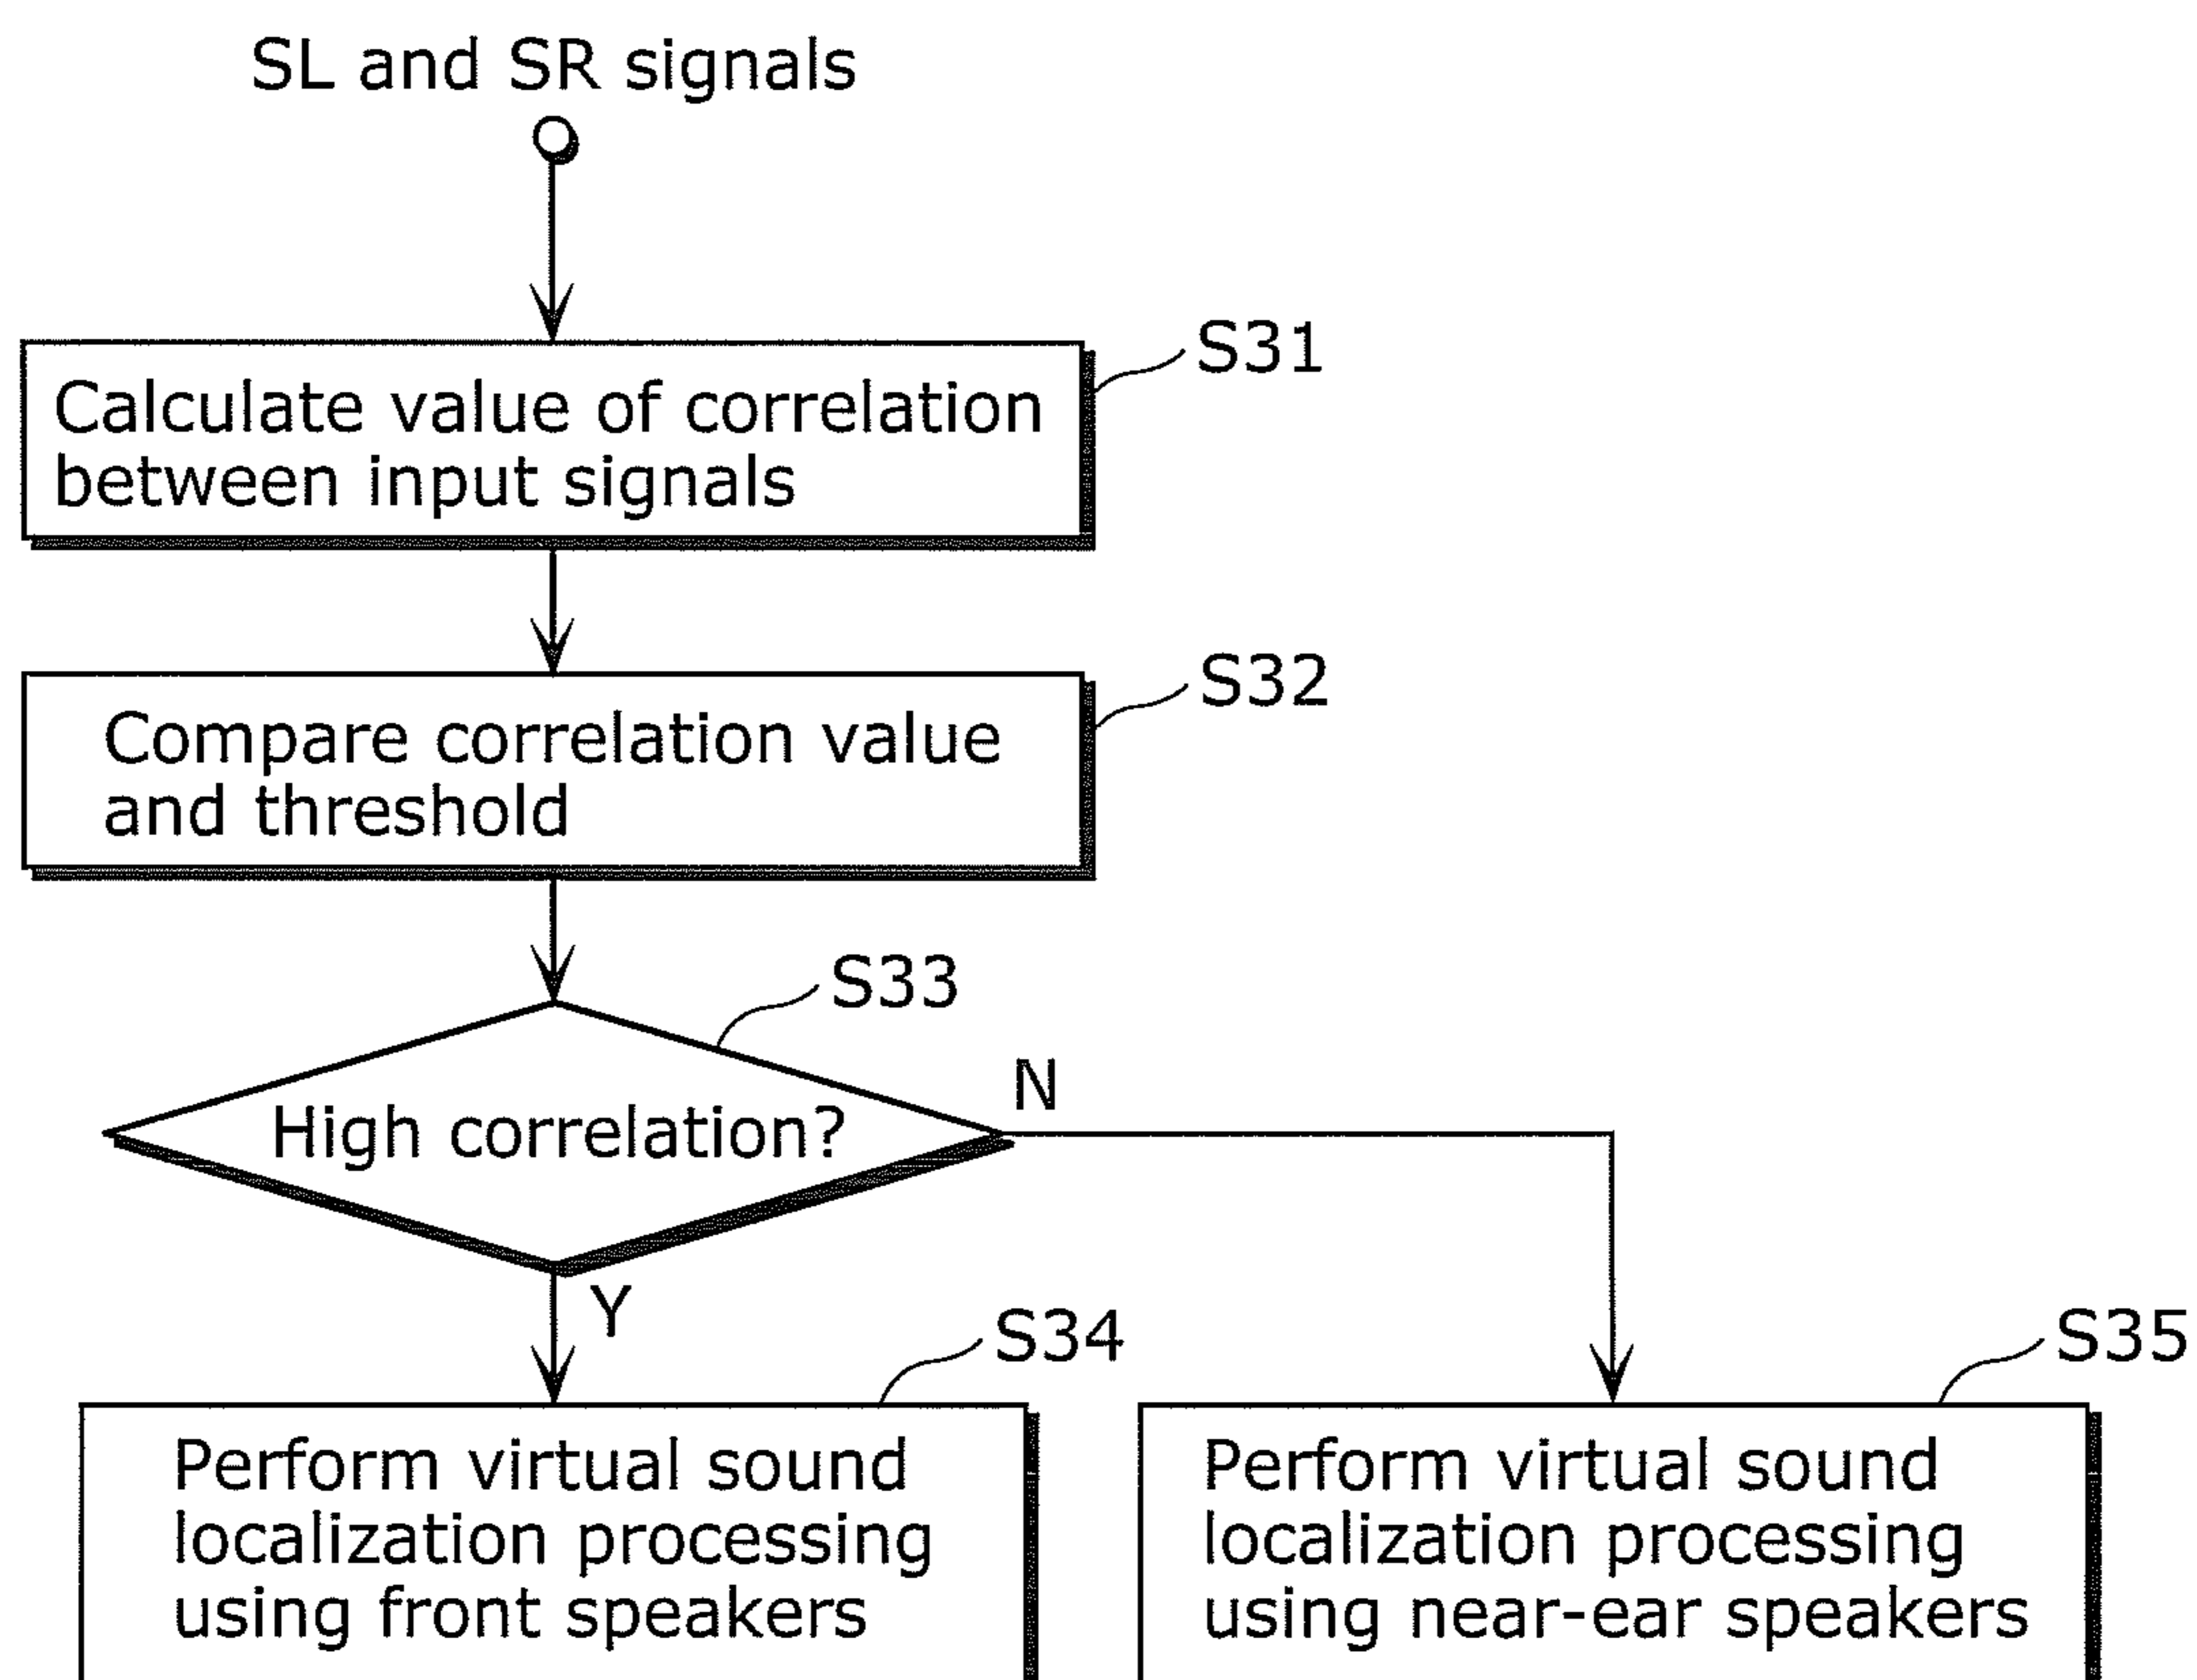 SL and SR signals
S31
Calculate value of correlation
between input signals
S32
Compare correlation value
and threshold
S33
High correlation?
N
Y
S34
Perform virtual sound
localization processing
using front speakers
S35
Perform virtual sound
localization processing
using near-ear speakers